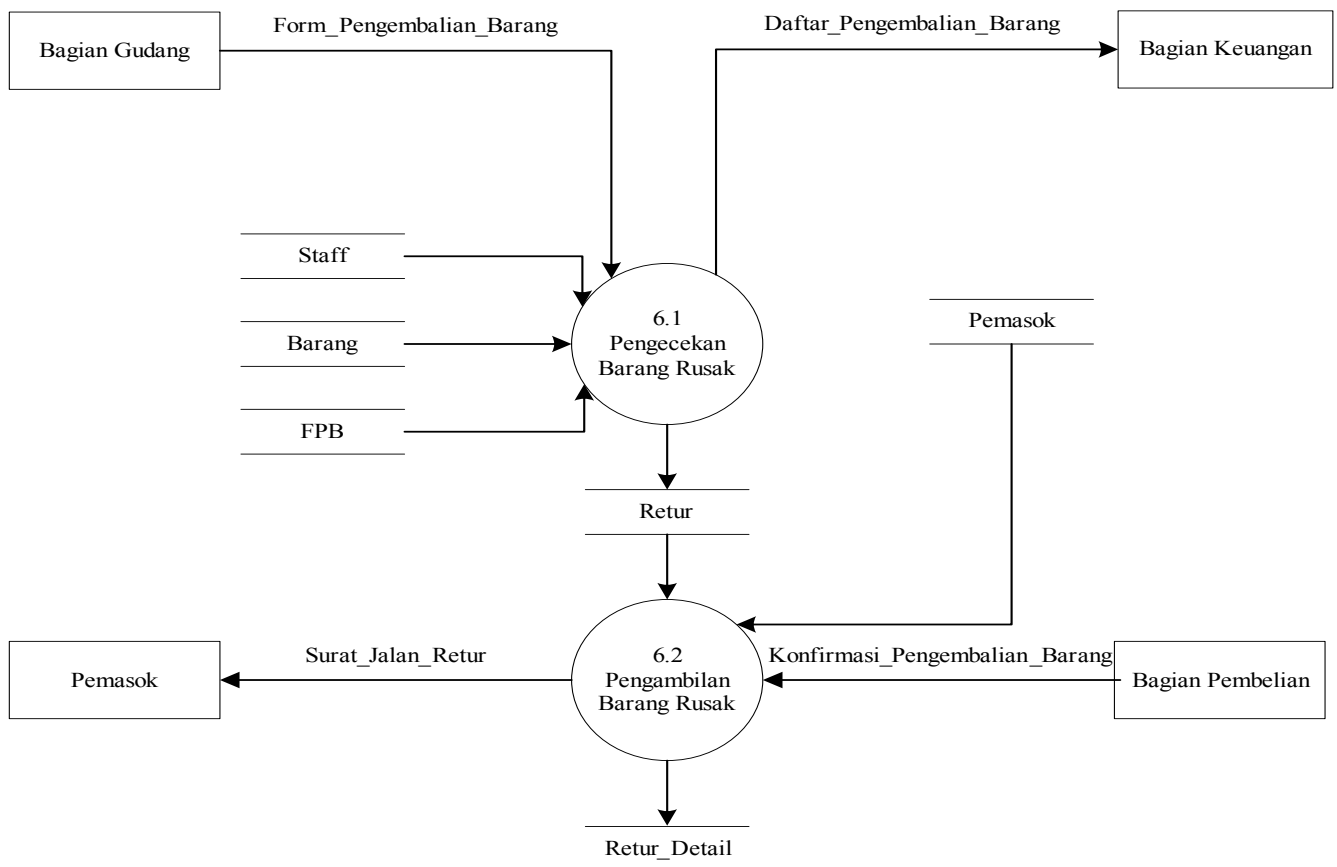 Form_Pengembalian_Barang
Daftar_Pengembalian_Barang
Bagian Gudang
Bagian Keuangan
Staff
Barang
FPB
6.1
Pengecekan
Barang Rusak
Pemasok
Retur
Surat_Jalan_Retur
Konfirmasi_Pengembalian_Barang
Pemasok
6.2
Pengambilan
Barang Rusak
Bagian Pembelian
Retur_Detail